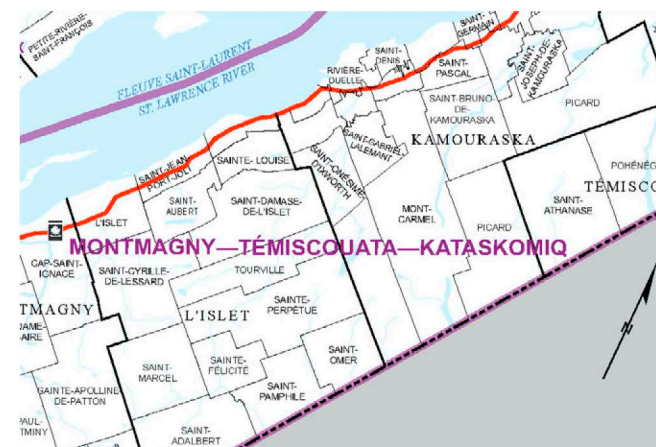 PETITE-RIVIÈRE-
SAINT-FRANÇOIS
FLEUVE SAINT-LAURENT
ST. LAWRENCE RIVER
SAINT-
GERMAIN
SAINT-
DENIS
RIVIÈRE-
OUELLE
SAINT-
PASCAL
SAINT-
JOSEPH-DE-
KAMOURASKA
SAINT-BRUNO-
DE-
KAMOURASKA
PICARD
KAMOURASKA
SAINT-GABRIEL-
LALEMANT
SAINT-ONÉSIME-
D'IXWORTH
SAINT-JEAN-
PORT-JOLI
SAINTE- LOUISE
POHÉNÉG
TÉMISCO
SAINT-
ATHANASE
L'ISLET
SAINT-
AUBERT
SAINT-DAMASE-
DE-L'ISLET
MONT-
CARMEL
PICARD
MONTMAGNY—TÉMISCOUATA—KATASKOMIQ
CAP-SAINT-
IGNACE
SAINT-CYRILLE-
DE-LESSARD
TOURVILLE
TMAGNY
L'ISLET
SAINTE-
PERPÉTUE
DAME-
AIRE
SAINT-
MARCEL
SAINTE-
FÉLICITÉ
SAINT-
OMER
SAINTE-APOLLINE-
DE-PATTON
SAINT-
PAMPHILE
PAUL-
TMINY
SAINT-
ADALBERT
N